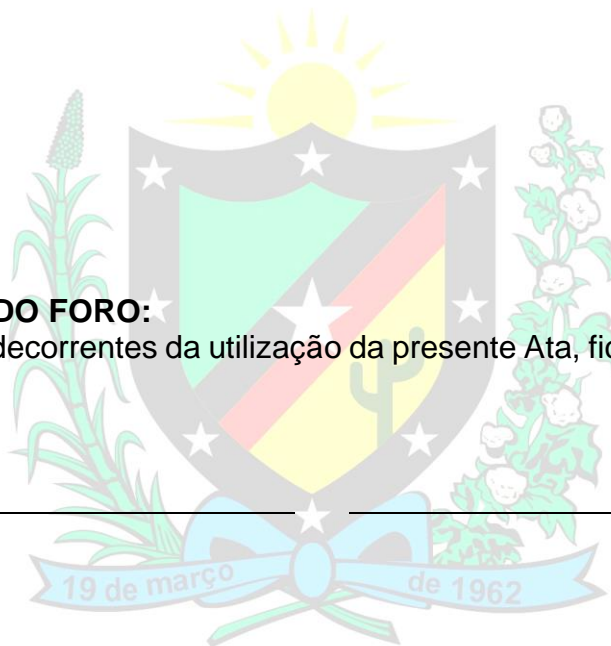 DO FORO:
decorrentes da utilização da presente Ata, fic
19 de março de 1962